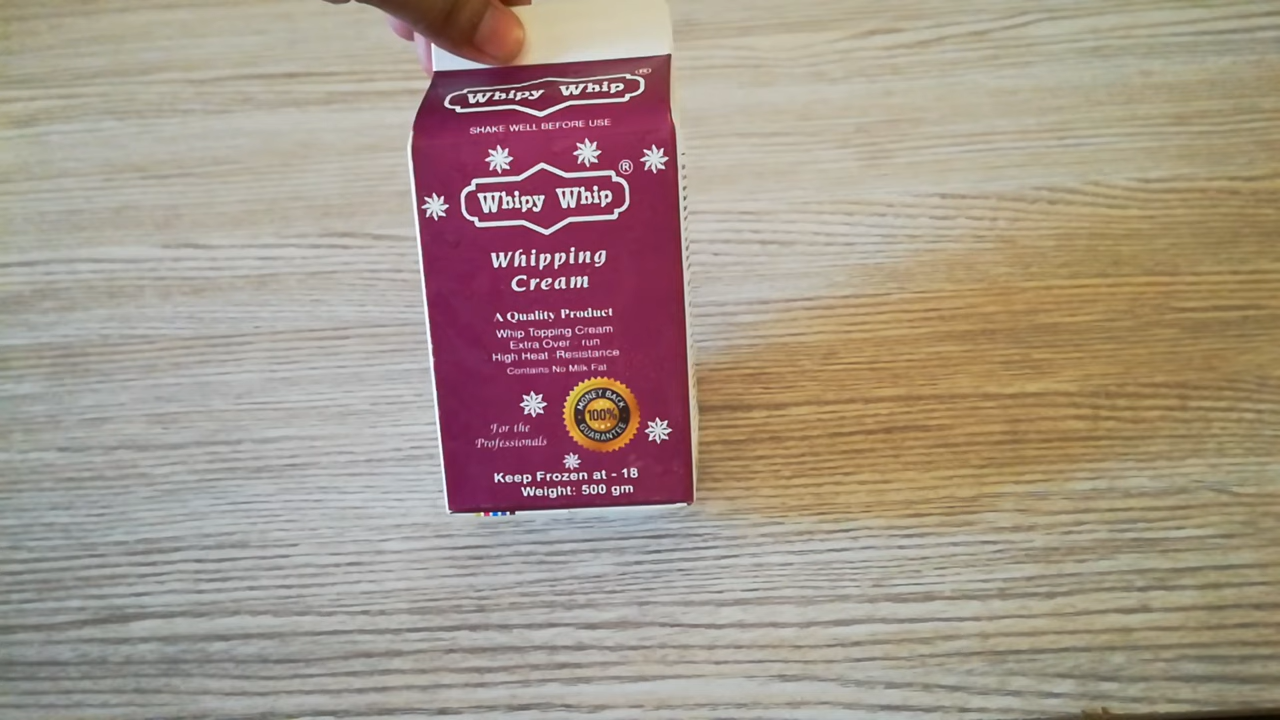 Whipy Whip ®
SHAKE WELL BEFORE USE
Whipy Whip ®
Whipping
Cream
A Quality Product
Whip Topping Cream
Extra Over - run
High Heat -Resistance
Contains No Milk Fat
MONEY BACK
100%
GUARANTEE
For the
Professionals
Keep Frozen at - 18
Weight: 500 gm